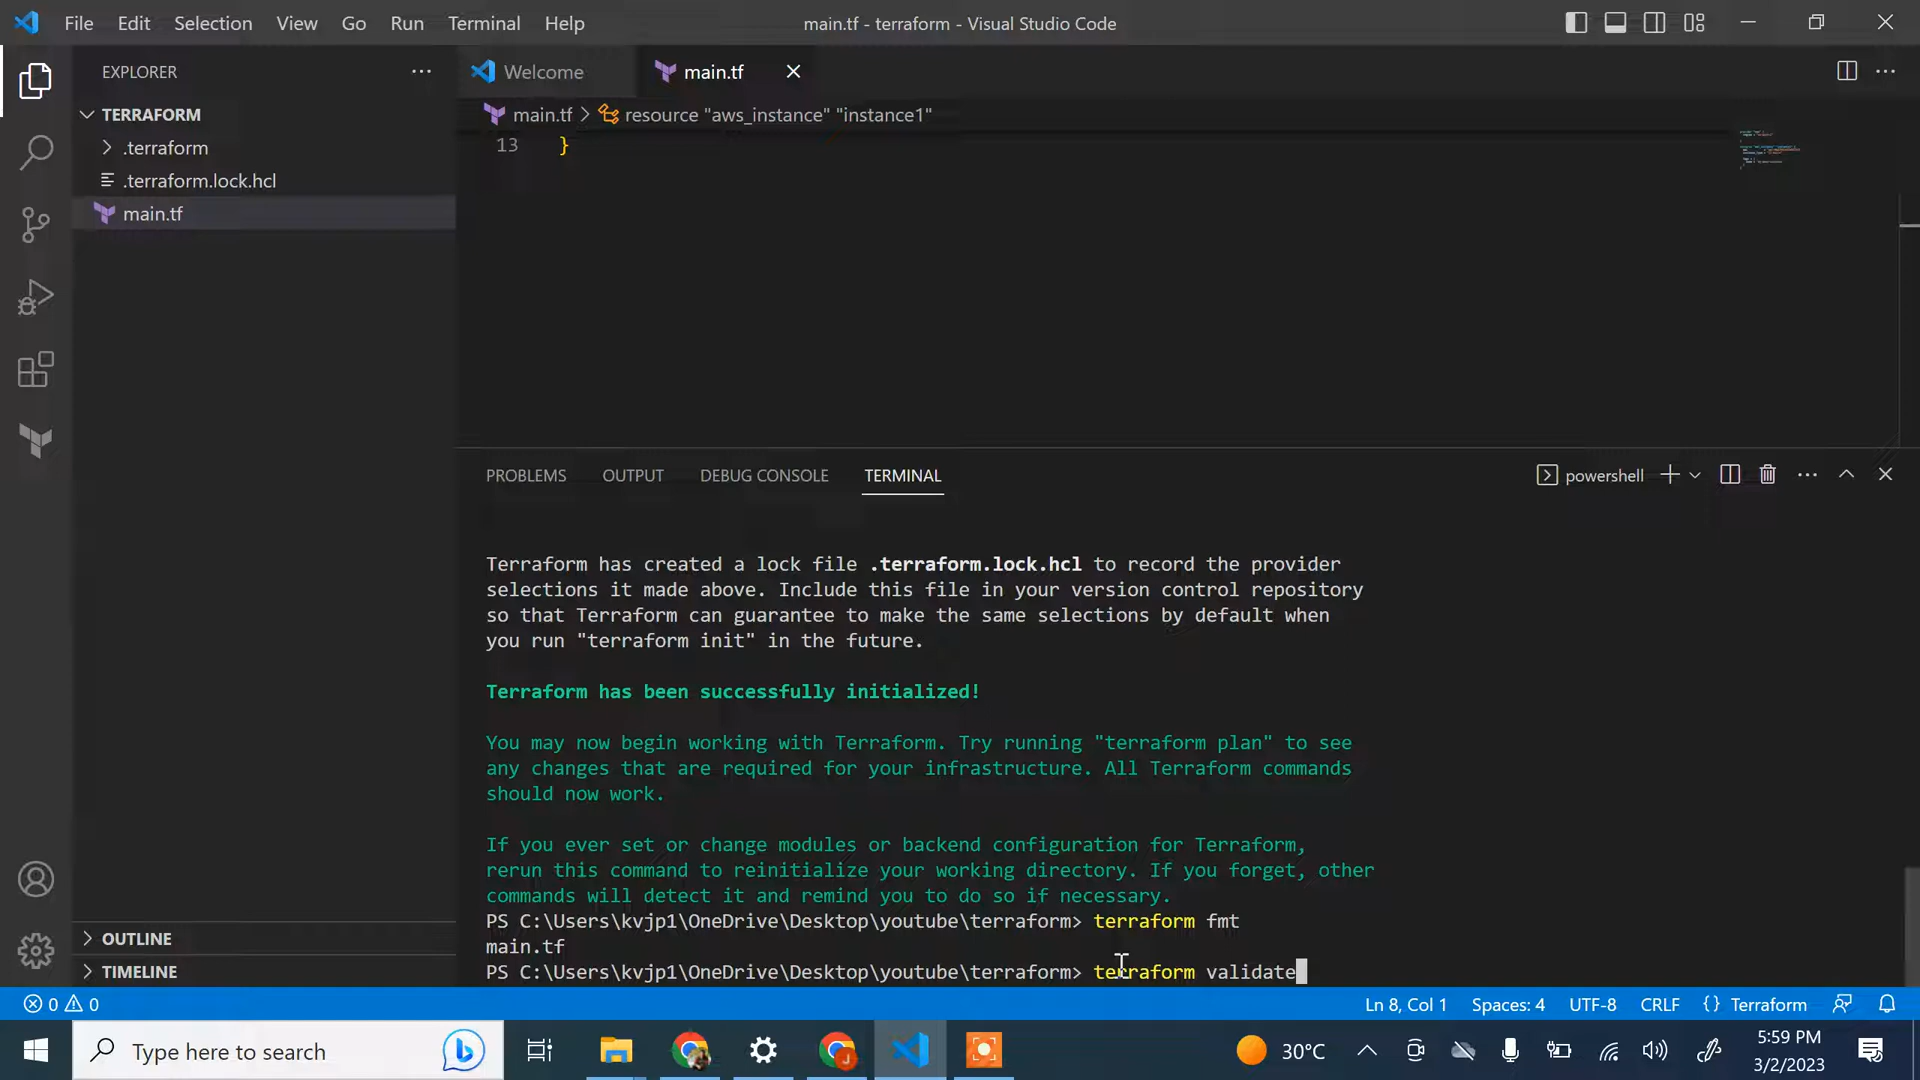 File Edit Selection View Go Run Terminal Help
main.tf - terraform - Visual Studio Code
EXPLORER
TERRAFORM
.terraform
.terraform.lock.hcl
main.tf
OUTLINE
TIMELINE
Welcome
main.tf
main.tf > resource "aws_instance" "instance1"
13 }
PROBLEMS OUTPUT DEBUG CONSOLE TERMINAL
powershell
Terraform has created a lock file .terraform.lock.hcl to record the provider
selections it made above. Include this file in your version control repository
so that Terraform can guarantee to make the same selections by default when
you run "terraform init" in the future.
Terraform has been successfully initialized!
You may now begin working with Terraform. Try running "terraform plan" to see
any changes that are required for your infrastructure. All Terraform commands
should now work.
If you ever set or change modules or backend configuration for Terraform,
rerun this command to reinitialize your working directory. If you forget, other
commands will detect it and remind you to do so if necessary.
PS C:\Users\kvjp1\OneDrive\Desktop\youtube\terraform> terraform fmt
main.tf
PS C:\Users\kvjp1\OneDrive\Desktop\youtube\terraform> terraform validate
0 0
Ln 8, Col 1 Spaces: 4 UTF-8 CRLF {} Terraform
Type here to search
30°C
5:59 PM
3/2/2023